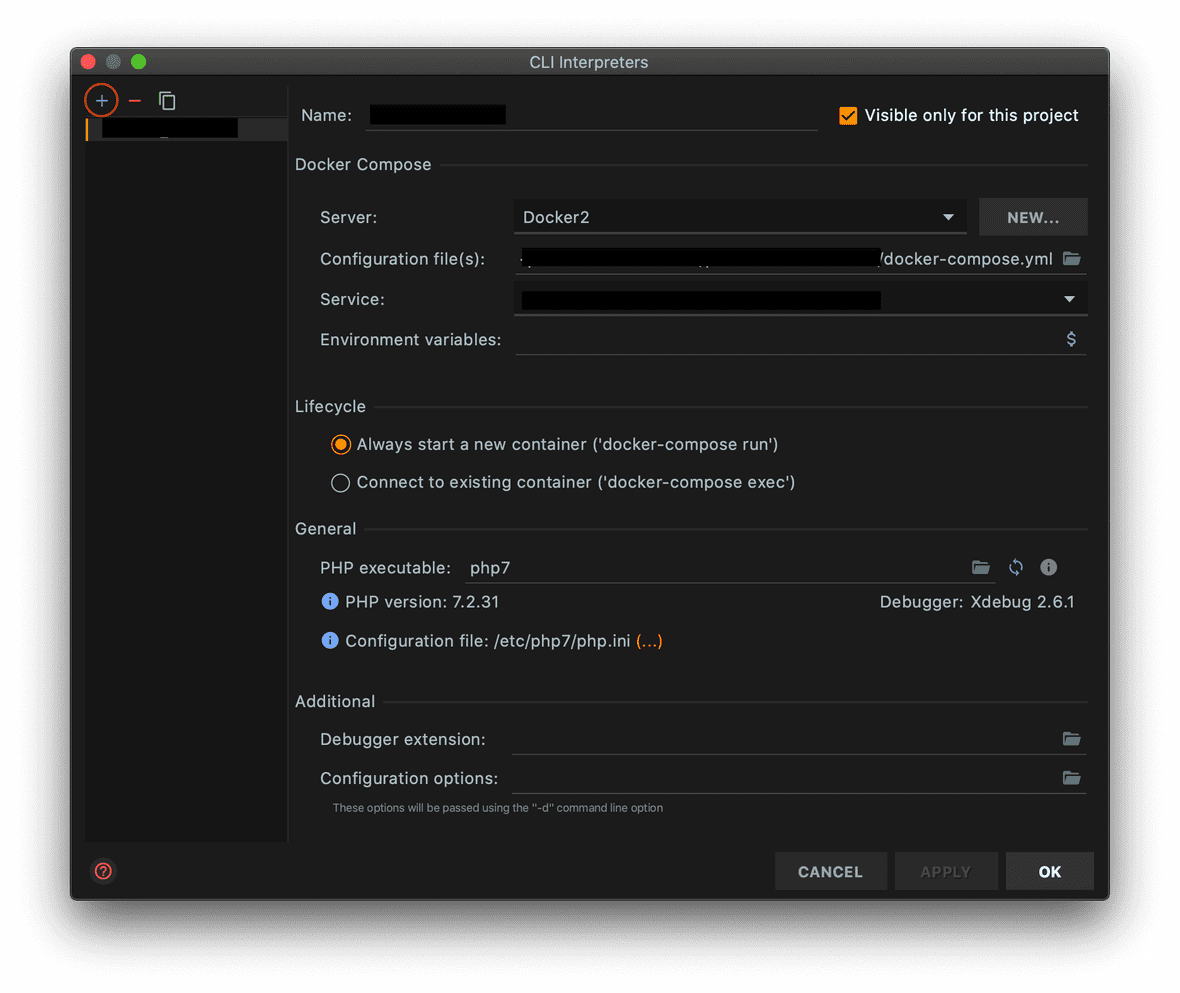 CLI Interpreters
Name:
Visible only for this project
Docker Compose
Server: Docker2 NEW...
Configuration file(s): /docker-compose.yml
Service:
Environment variables: $
Lifecycle
Always start a new container ('docker-compose run')
Connect to existing container ('docker-compose exec')
General
PHP executable: php7
PHP version: 7.2.31 Debugger: Xdebug 2.6.1
Configuration file: /etc/php7/php.ini (...)
Additional
Debugger extension:
Configuration options:
These options will be passed using the "-d" command line option
CANCEL APPLY OK